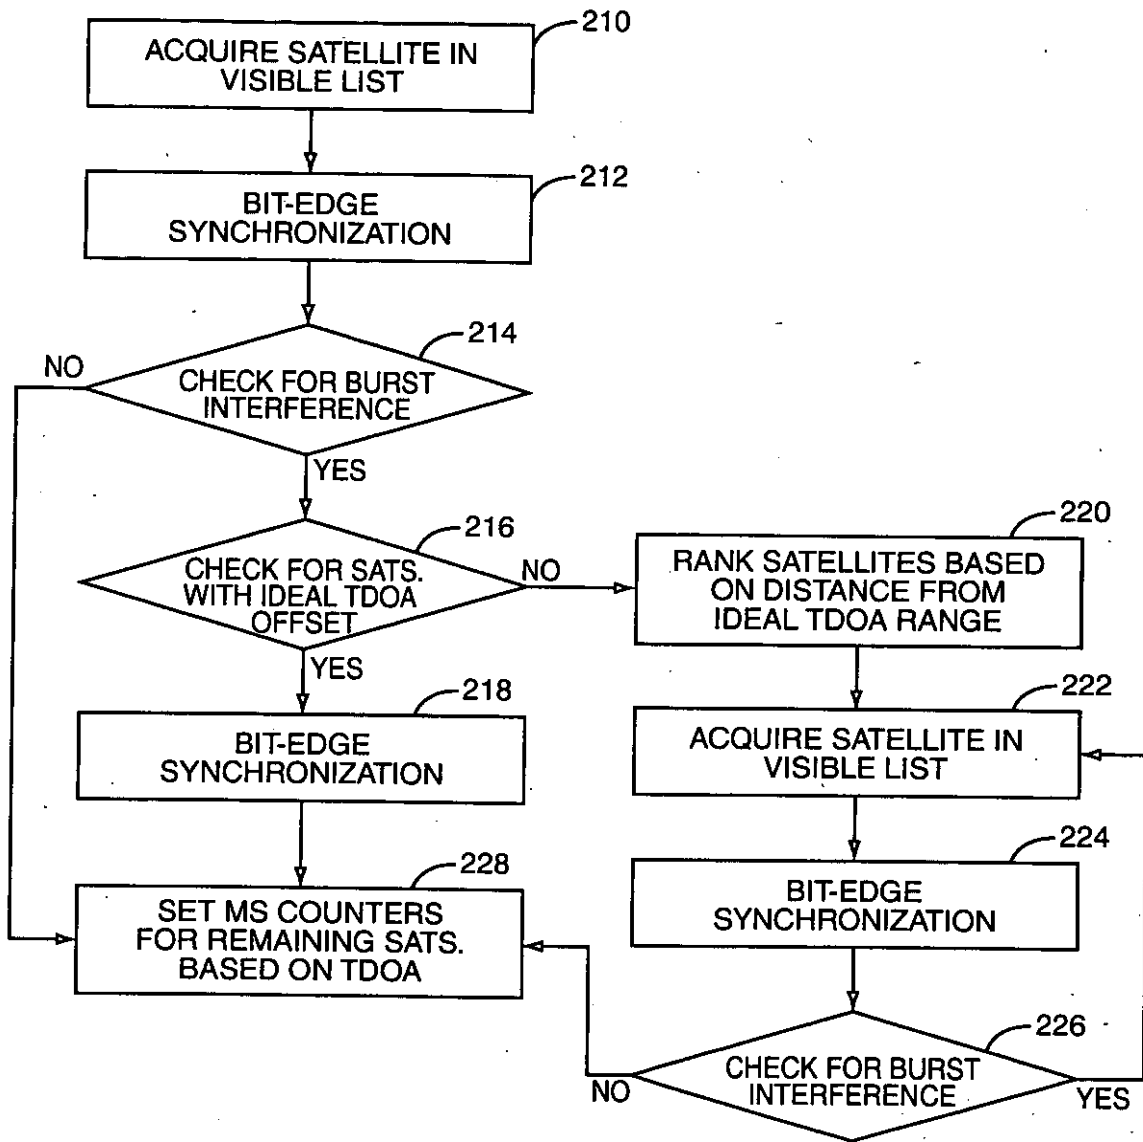 210
ACQUIRE SATELLITE IN
VISIBLE LIST
212
BIT-EDGE
SYNCHRONIZATION
214
NO
CHECK FOR BURST
INTERFERENCE
YES
216
CHECK FOR SATS.
WITH IDEAL TDOA
OFFSET
NO
YES
218
BIT-EDGE
SYNCHRONIZATION
220
RANK SATELLITES BASED
ON DISTANCE FROM
IDEAL TDOA RANGE
222
ACQUIRE SATELLITE IN
VISIBLE LIST
224
BIT-EDGE
SYNCHRONIZATION
226
CHECK FOR BURST
INTERFERENCE
NO
YES
228
SET MS COUNTERS
FOR REMAINING SATS.
BASED ON TDOA